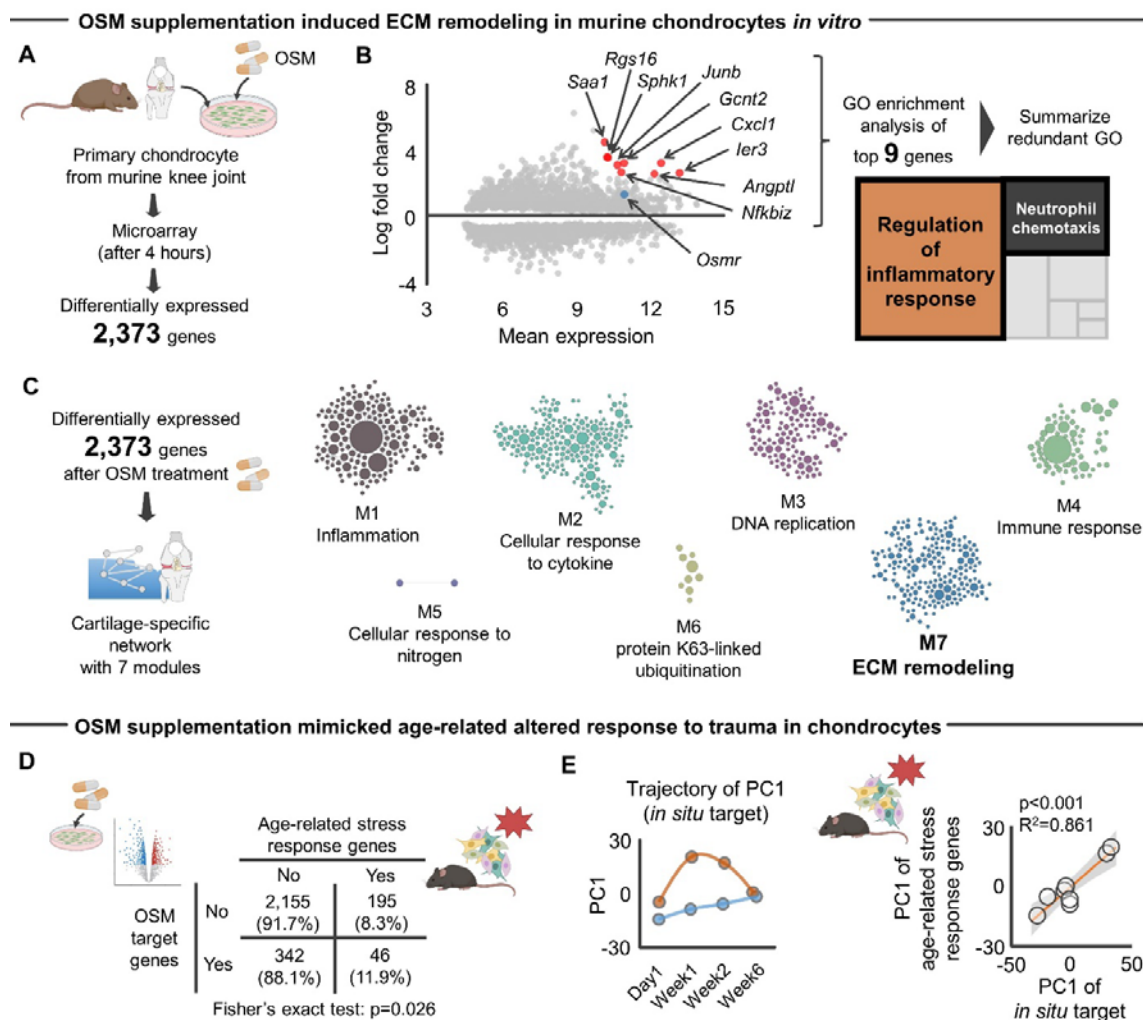 OSM supplementation induced ECM remodeling in murine chondrocytes in vitro
A
OSM
Primary chondrocyte
from murine knee joint
Microarray
(after 4 hours)
Differentially expressed
2,373 genes
B
Log fold change
8
4
0
-4
3
6
9
12
15
Mean expression
Saa1
Rgs16
Sphk1
Junb
Gcnt2
Cxcl1
Ier3
Angptl
Nfkbiz
Osmr
GO enrichment
analysis of
top 9 genes
Summarize
redundant GO
Regulation
of
inflammatory
response
Neutrophil
chemotaxis
C
Differentially expressed
2,373 genes
after OSM treatment
Cartilage-specific
network
with 7 modules
M1
Inflammation
M2
Cellular response
to cytokine
M3
DNA replication
M4
Immune response
M5
Cellular response to
nitrogen
M6
protein K63-linked
ubiquitination
M7
ECM remodeling
OSM supplementation mimicked age-related altered response to trauma in chondrocytes
D
Age-related stress
response genes
No
Yes
OSM
target
genes
No
2,155
(91.7%)
195
(8.3%)
Yes
342
(88.1%)
46
(11.9%)
Fisher's exact test: p=0.026
E
Trajectory of PC1
(in situ target)
PC1
30
0
-30
Day1
Week1
Week2
Week6
PC1 of
age-related stress
response genes
p<0.001
R²=0.861
30
0
-30
-50
0
50
PC1 of
in situ target